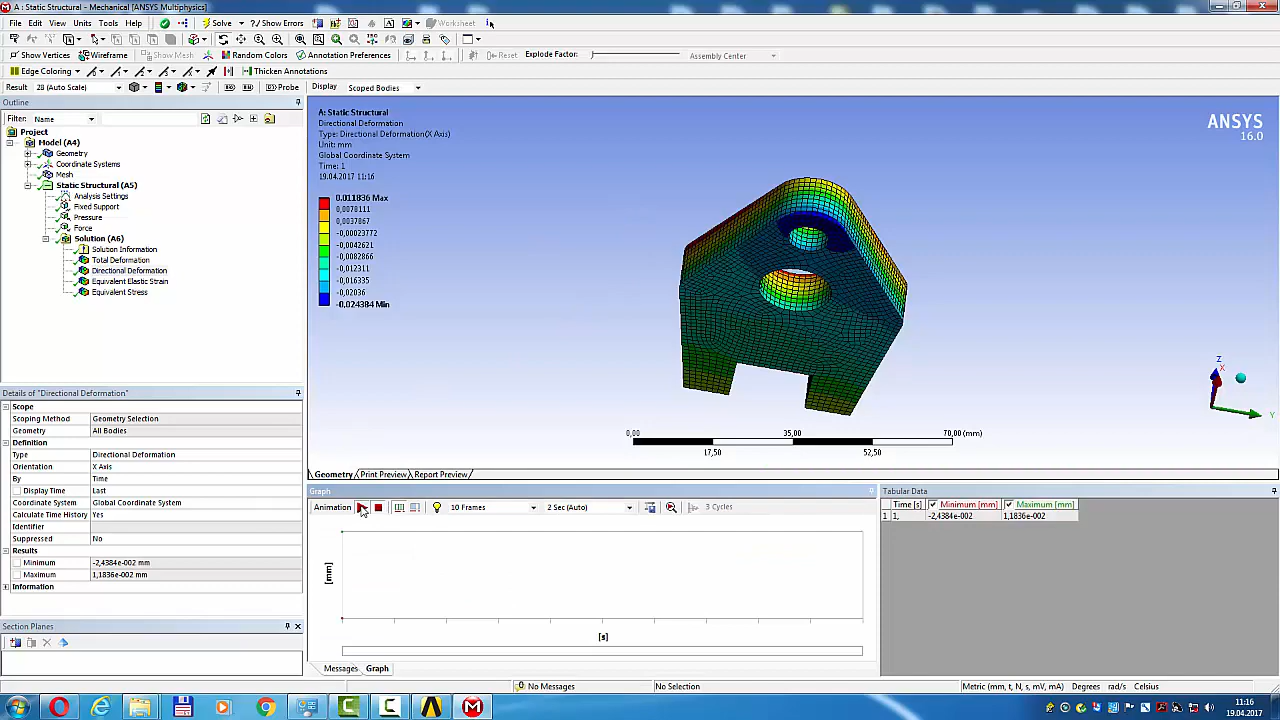 A : Static Structural - Mechanical [ANSYS Multiphysics]
File Edit View Units Tools Help Solve ?/Show Errors Worksheet
Show Vertices Wireframe Show Mesh Random Colors Annotation Preferences Reset Explode Factor: Assembly Center
Edge Coloring Thicken Annotations
Result 28 (Auto Scale) Probe Display Scoped Bodies
Outline
Filter: Name
Project
Model (A4)
Geometry
Coordinate Systems
Mesh
Static Structural (A5)
Analysis Settings
Fixed Support
Pressure
Force
Solution (A6)
Solution Information
Total Deformation
Directional Deformation
Equivalent Elastic Strain
Equivalent Stress
Details of "Directional Deformation"
Scope
Scoping Method Geometry Selection
Geometry All Bodies
Definition
Type Directional Deformation
Orientation X Axis
By Time
Display Time Last
Coordinate System Global Coordinate System
Calculate Time History Yes
Identifier
Suppressed No
Results
Minimum -2,4384e-002 mm
Maximum 1,1836e-002 mm
Information
Section Planes
A: Static Structural
Directional Deformation
Type: Directional Deformation(X Axis)
Unit: mm
Global Coordinate System
Time: 1
19.04.2017 11:16
0.011836 Max
0,0078111
0,0037867
-0,00023772
-0,0042621
-0,0082866
-0,012311
-0,016335
-0,02036
-0.024384 Min
ANSYS
16.0
Z
X
Y
0,00 35,00 70,00 (mm)
17,50 52,50
Geometry Print Preview Report Preview
Graph
Animation 10 Frames 2 Sec (Auto) 3 Cycles
[mm]
[s]
Messages Graph
Tabular Data
Time [s] Minimum [mm] Maximum [mm]
1 1, -2,4384e-002 1,1836e-002
No Messages No Selection Metric (mm, t, N, s, mV, mA) Degrees rad/s Celsius
11:16
19.04.2017